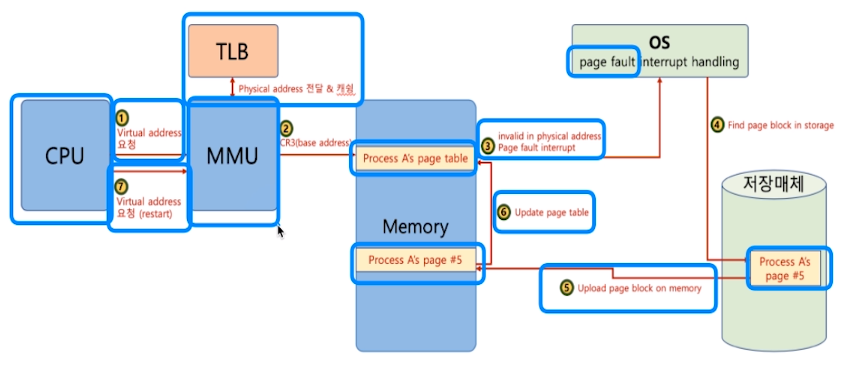 TLB
Physical address 전달 & 캐쉬
OS
page fault interrupt handling
CPU
1
Virtual address
요청
MMU
2
CR3(base address)
Process A's page table
3
invalid in physical address
Page fault interrupt
4
Find page block in storage
7
Virtual address
요청 (restart)
6
Update page table
저장매체
Memory
Process A's page #5
5
Upload page block on memory
Process A's
page #5